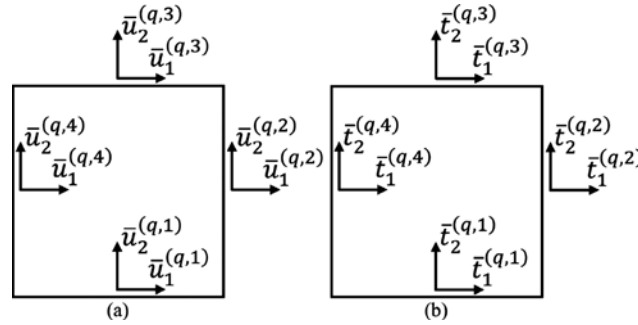 ū₂^(q,3)
ū₁^(q,3)
ū₂^(q,4)
ū₁^(q,4)
ū₂^(q,2)
ū₁^(q,2)
ū₂^(q,1)
ū₁^(q,1)
(a)
t̄₂^(q,3)
t̄₁^(q,3)
t̄₂^(q,4)
t̄₁^(q,4)
t̄₂^(q,2)
t̄₁^(q,2)
t̄₂^(q,1)
t̄₁^(q,1)
(b)